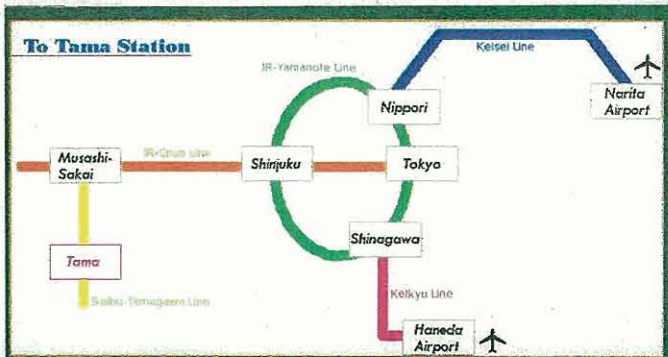 To Tama Station
Keisei Line
JR-Yamanote Line
Nippori
Narita
Airport
Musashi-
Sakai
JR-Chuo Line
Shinjuku
Tokyo
Shinagawa
Tama
Seibu-Tamagawa Line
Keikyu Line
Haneda
Airport